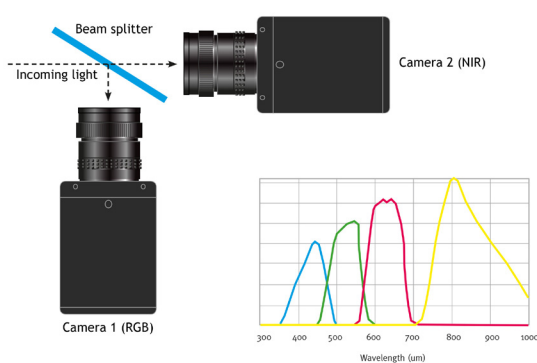 Beam splitter
Incoming light
Camera 2 (NIR)
Camera 1 (RGB)
300 400 500 600 700 800 900 1000
Wavelength (um)